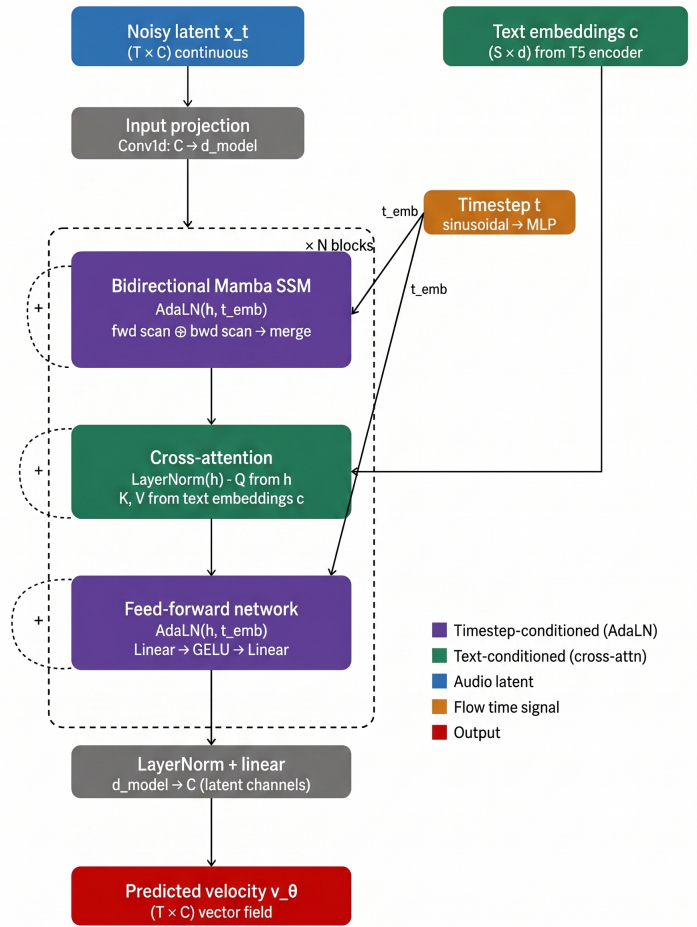 Noisy latent x_t
(T × C) continuous
Text embeddings c
(S × d) from T5 encoder
Input projection
Conv1d: C → d_model
Timestep t
sinusoidal → MLP
t_emb
t_emb
× N blocks
Bidirectional Mamba SSM
AdaLN(h, t_emb)
fwd scan ⊕ bwd scan → merge
+
Cross-attention
LayerNorm(h) - Q from h
K, V from text embeddings c
+
Feed-forward network
AdaLN(h, t_emb)
Linear → GELU → Linear
+
Timestep-conditioned (AdaLN)
Text-conditioned (cross-attn)
Audio latent
Flow time signal
Output
LayerNorm + linear
d_model → C (latent channels)
Predicted velocity v_θ
(T × C) vector field